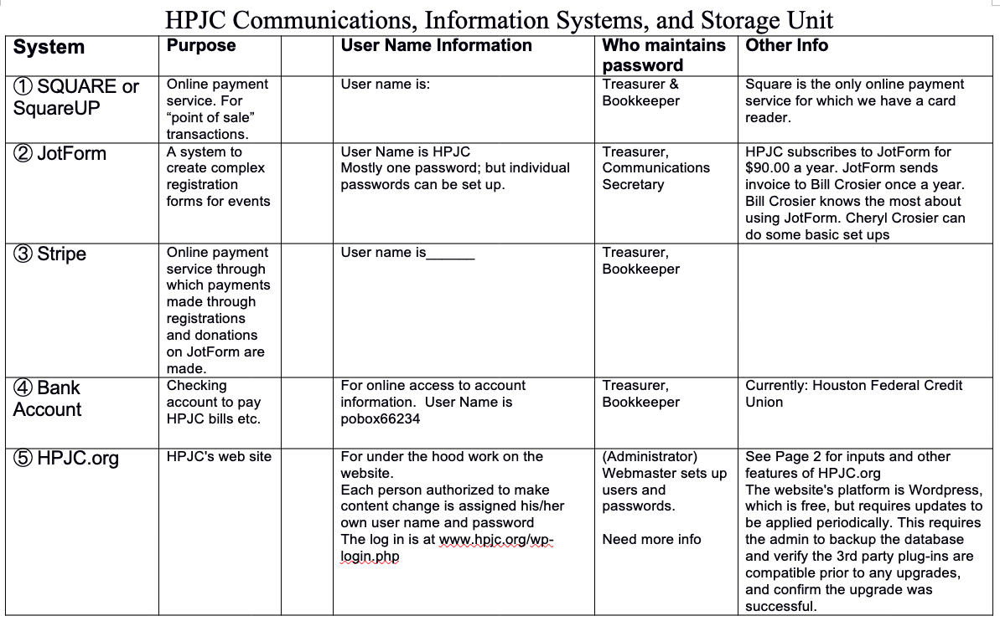 HPJC Communications, Information Systems, and Storage Unit
System
Purpose
User Name Information
Who maintains
password
Other Info
① SQUARE or
SquareUP
Online payment
service. For
“point of sale”
transactions.
User name is:
Treasurer &
Bookkeeper
Square is the only online payment
service for which we have a card
reader.
② JotForm
A system to
create complex
registration
forms for events
User Name is HPJC
Mostly one password; but individual
passwords can be set up.
Treasurer,
Communications
Secretary
HPJC subscribes to JotForm for
$90.00 a year. JotForm sends
invoice to Bill Crosier once a year.
Bill Crosier knows the most about
using JotForm. Cheryl Crosier can
do some basic set ups
③ Stripe
Online payment
service through
which payments
made through
registrations
and donations
on JotForm are
made.
User name is______
Treasurer,
Bookkeeper
④ Bank
Account
Checking
account to pay
HPJC bills etc.
For online access to account
information.  User Name is
pobox66234
Treasurer,
Bookkeeper
Currently: Houston Federal Credit
Union
⑤ HPJC.org
HPJC's web site
For under the hood work on the
website.
Each person authorized to make
content change is assigned his/her
own user name and password
The log in is at www.hpjc.org/wp-
login.php
(Administrator)
Webmaster sets up
users and
passwords.
Need more info
See Page 2 for inputs and other
features of HPJC.org
The website's platform is Wordpress,
which is free, but requires updates to
be applied periodically. This requires
the admin to backup the database
and verify the 3rd party plug-ins are
compatible prior to any upgrades,
and confirm the upgrade was
successful.